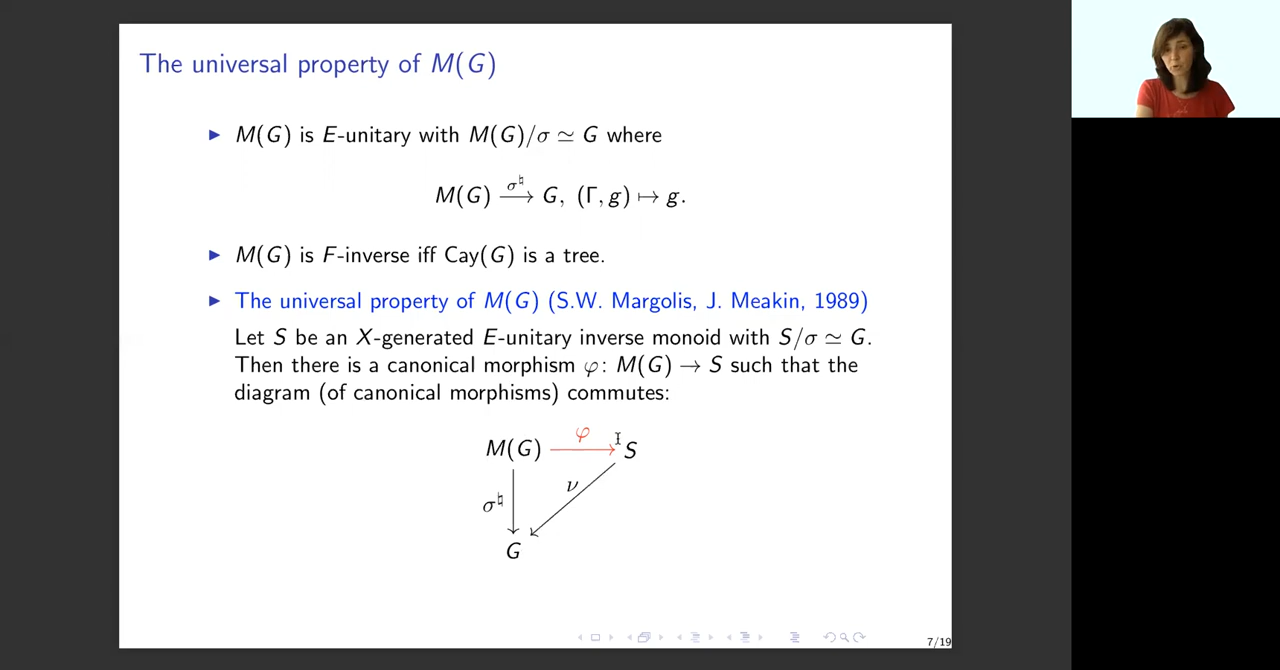 The universal property of M(G)
▶ M(G) is E-unitary with M(G)/σ ≃ G where
M(G) —σ♮→ G, (Γ, g) ↦ g.
▶ M(G) is F-inverse iff Cay(G) is a tree.
▶ The universal property of M(G) (S.W. Margolis, J. Meakin, 1989)
Let S be an X-generated E-unitary inverse monoid with S/σ ≃ G.
Then there is a canonical morphism φ: M(G) → S such that the
diagram (of canonical morphisms) commutes:
φ
M(G) S
σ♮ ν
G
7/19